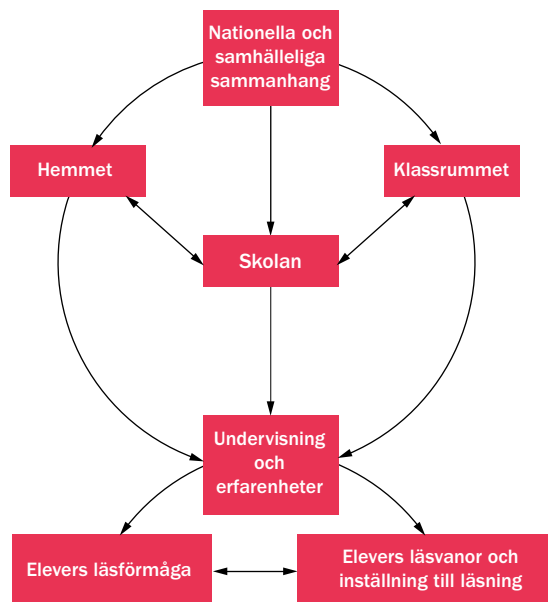 Nationella och
samhälleliga
sammanhang
Hemmet
Klassrummet
Skolan
Undervisning
och
erfarenheter
Elevers läsförmåga
Elevers läsvanor och
inställning till läsning